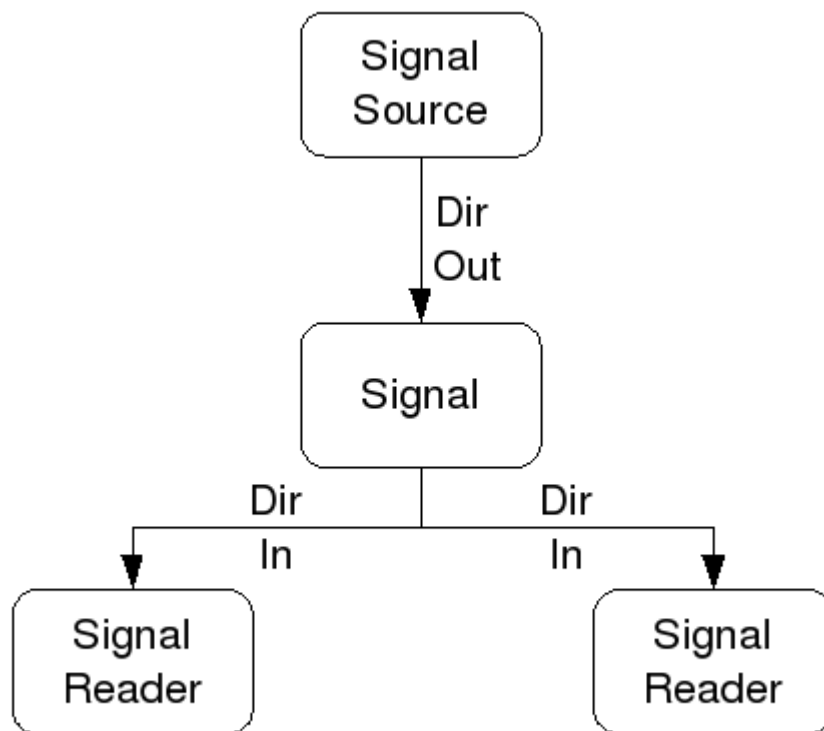 Signal
Source
Dir
Out
Signal
Dir
In
Dir
In
Signal
Reader
Signal
Reader